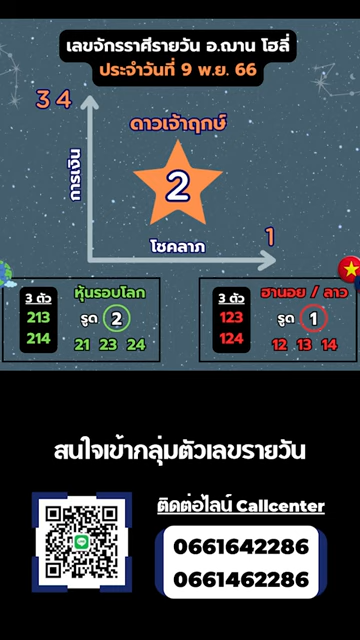 เลขจักรราศีรายวัน อ.ฌาน โฮลี่
ประจำวันที่ 9 พ.ย. 66
3 4
ดาวเจ้าฤกษ์
2
การเงิน
โชคลาภ
1
3 ตัว
213
214
หุ้นรอบโลก
รูด 2
21 23 24
3 ตัว
123
124
ฮานอย / ลาว
รูด 1
12 13 14
สนใจเข้ากลุ่มตัวเลขรายวัน
ติดต่อไลน์ Callcenter
0661642286
0661462286